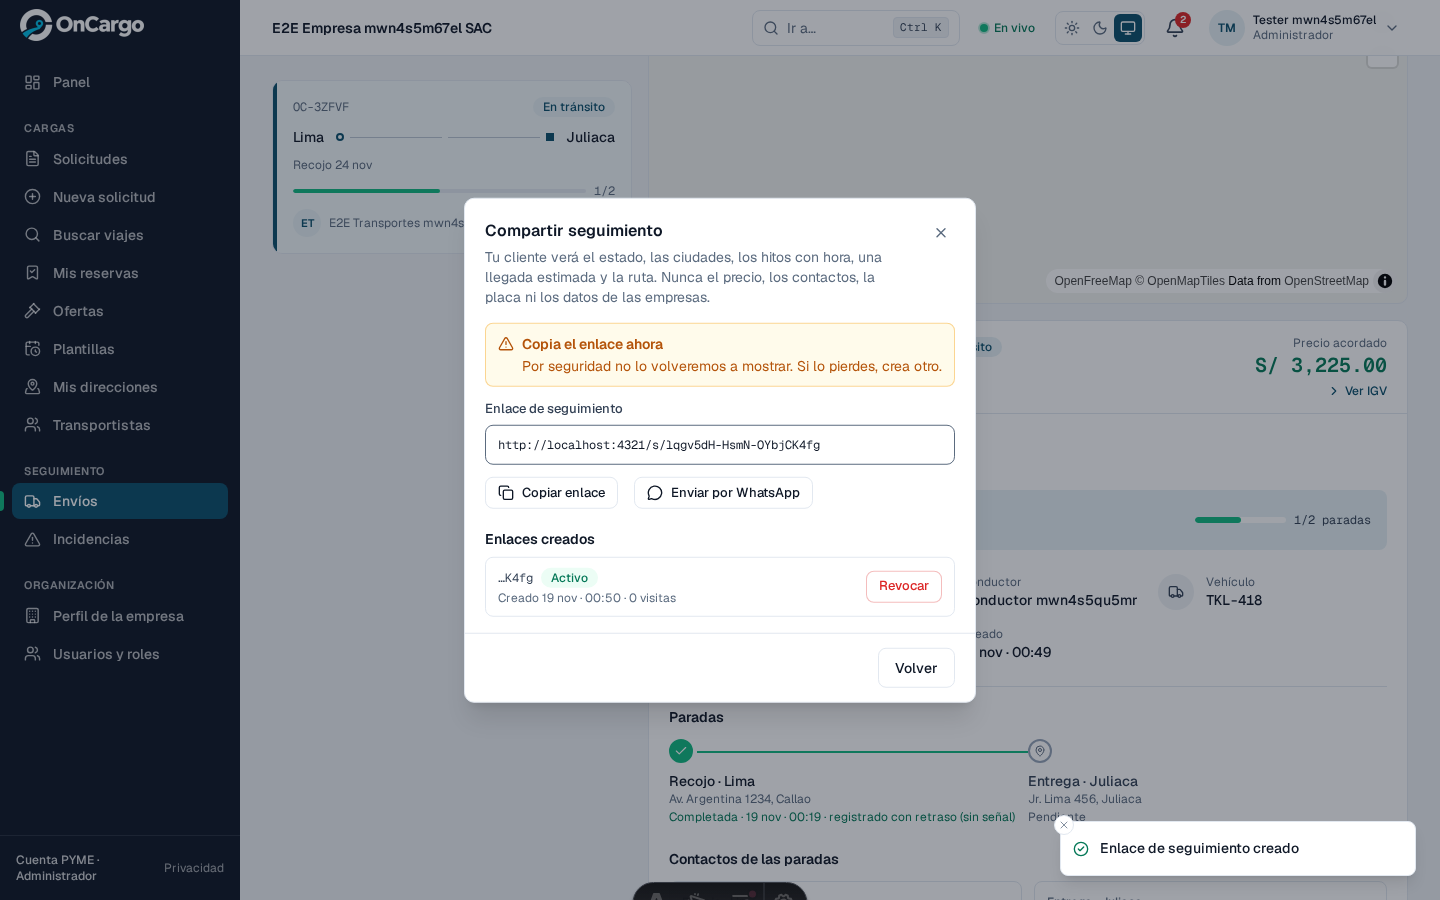 OnCargo
E2E Empresa mwn4s5m67el SAC
Ir a...
Ctrl K
En vivo
2
TM
Tester mwn4s5m67el
Administrador
Panel
CARGAS
Solicitudes
Nueva solicitud
Buscar viajes
Mis reservas
Ofertas
Plantillas
Mis direcciones
Transportistas
SEGUIMIENTO
Envíos
Incidencias
ORGANIZACIÓN
Perfil de la empresa
Usuarios y roles
Cuenta PYME ·
Administrador
Privacidad
OC-3ZFVF
En tránsito
Lima
Juliaca
Recojo 24 nov
1/2
ET
E2E Transportes mwn4s
OpenFreeMap © OpenMapTiles Data from OpenStreetMap
Precio acordado
S/ 3,225.00
Ver IGV
1/2 paradas
onductor mwn4s5qu5mr
Vehículo
TKL-418
nov · 00:49
Paradas
Recojo · Lima
Av. Argentina 1234, Callao
Completada · 19 nov · 00:19 · registrado con retraso (sin señal)
Entrega · Juliaca
Jr. Lima 456, Juliaca
Contactos de las paradas
Compartir seguimiento
Tu cliente verá el estado, las ciudades, los hitos con hora, una
llegada estimada y la ruta. Nunca el precio, los contactos, la
placa ni los datos de las empresas.
Copia el enlace ahora
Por seguridad no lo volveremos a mostrar. Si lo pierdes, crea otro.
Enlace de seguimiento
http://localhost:4321/s/lqgv5dH-HsmN-OYbjCK4fg
Copiar enlace
Enviar por WhatsApp
Enlaces creados
…K4fg
Activo
Creado 19 nov · 00:50 · 0 visitas
Revocar
Volver
Enlace de seguimiento creado